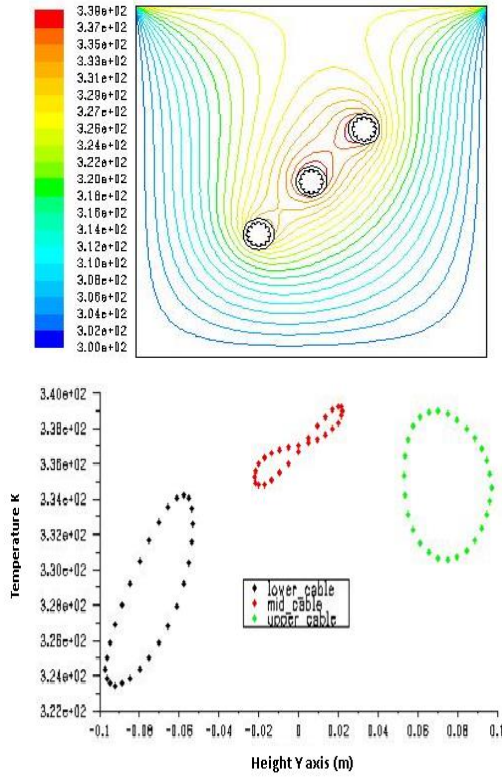 3.39e+02
3.37e+02
3.35e+02
3.33e+02
3.31e+02
3.29e+02
3.26e+02
3.24e+02
3.22e+02
3.20e+02
3.18e+02
3.16e+02
3.14e+02
3.12e+02
3.10e+02
3.08e+02
3.06e+02
3.04e+02
3.02e+02
3.00e+02
3.40e+02
3.38e+02
3.36e+02
3.34e+02
3.32e+02
3.30e+02
3.28e+02
3.26e+02
3.24e+02
3.22e+02
Temperature K
lower_cable
mid_cable
upper_cable
-0.1 -0.08 -0.06 -0.04 -0.02 0 0.02 0.04 0.06 0.08 0.1
Height Y axis (m)